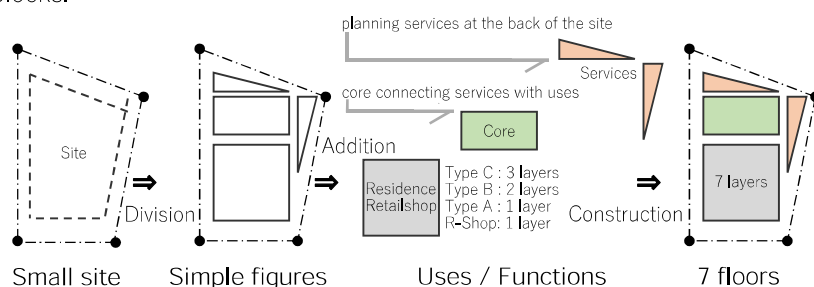 planning services at the back of the site
Services
core connecting services with uses
Core
Site
Addition
Residence
Retailshop
Type C : 3 layers
Type B : 2 layers
Type A : 1 layer
R-Shop: 1 layer
7 layers
Division
Construction
Small site
Simple figures
Uses / Functions
7 floors